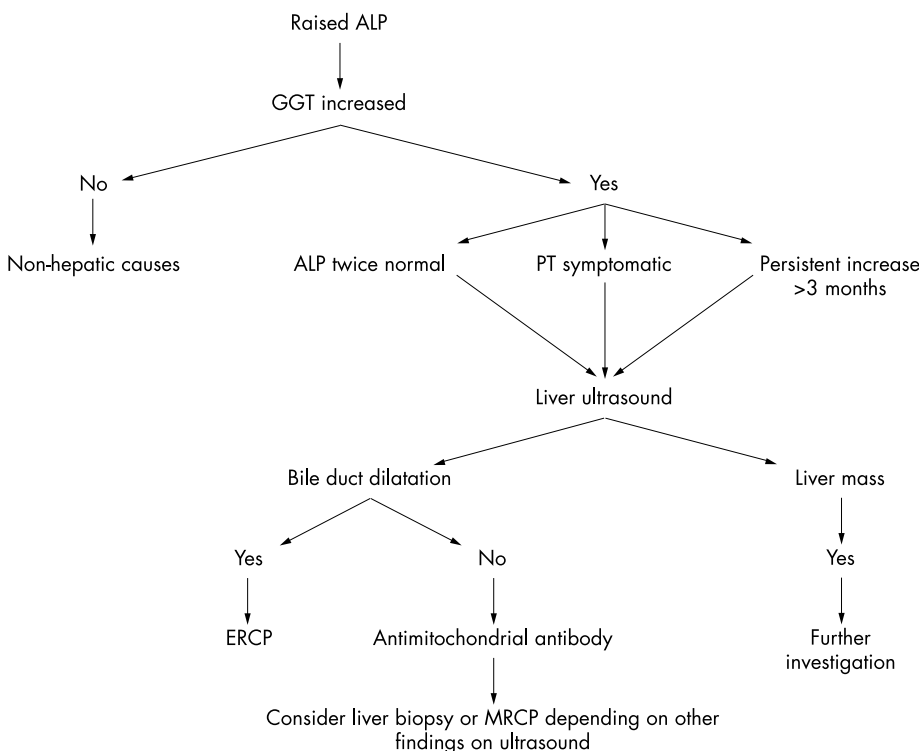 Raised ALP
GGT increased
No
Yes
Non-hepatic causes
ALP twice normal
PT symptomatic
Persistent increase
>3 months
Liver ultrasound
Bile duct dilatation
Liver mass
Yes
No
Yes
ERCP
Antimitochondrial antibody
Further
investigation
Consider liver biopsy or MRCP depending on other
findings on ultrasound